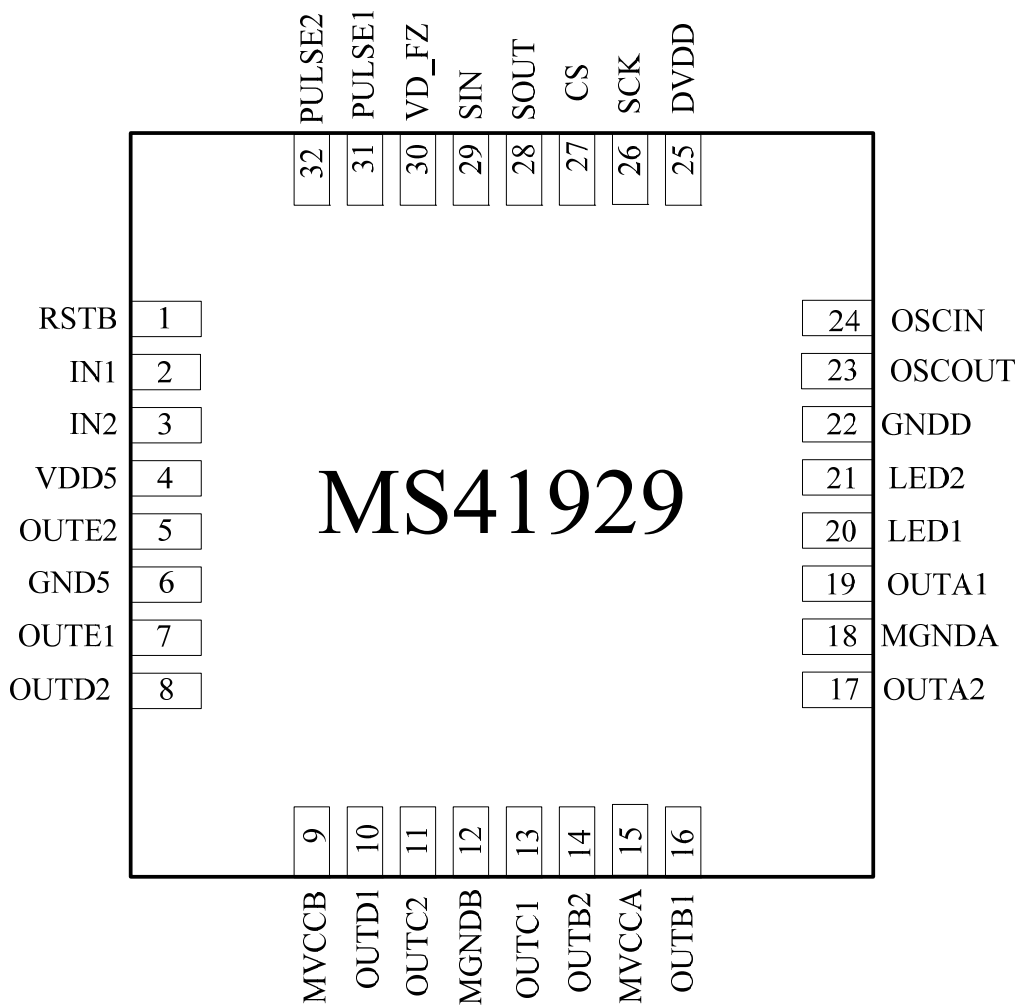 PULSE2 PULSE1 VD_FZ SIN SOUT CS SCK DVDD
32 31 30 29 28 27 26 25
RSTB 1
IN1 2
IN2 3
VDD5 4
OUTE2 5
GND5 6
OUTE1 7
OUTD2 8
MS41929
24 OSCIN
23 OSCOUT
22 GNDD
21 LED2
20 LED1
19 OUTA1
18 MGNDA
17 OUTA2
9 10 11 12 13 14 15 16
MVCCB OUTD1 OUTC2 MGNDB OUTC1 OUTB2 MVCCA OUTB1